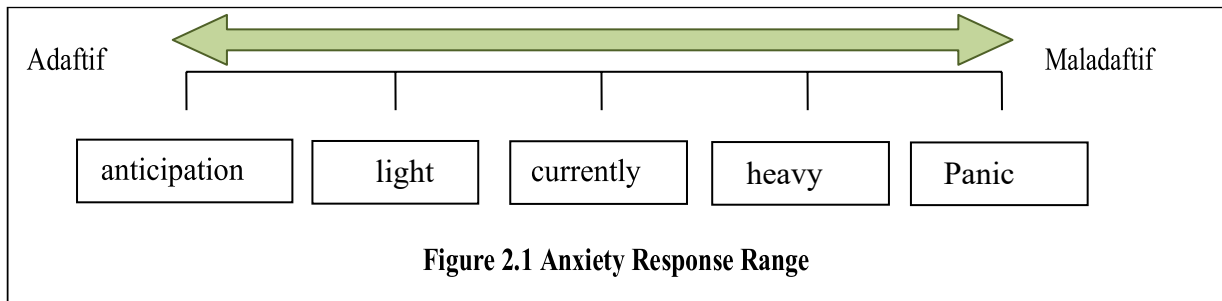 Adaftif
Maladaftif
anticipation
light
currently
heavy
Panic
Figure 2.1 Anxiety Response Range